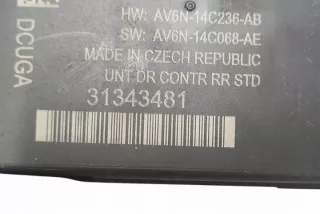 DCUGA
HW: AV6N-14C236-AB
SW: AV6N-14C068-AE
MADE IN CZECH REPUBLIC
UNT DR CONTR RR STD
31343481